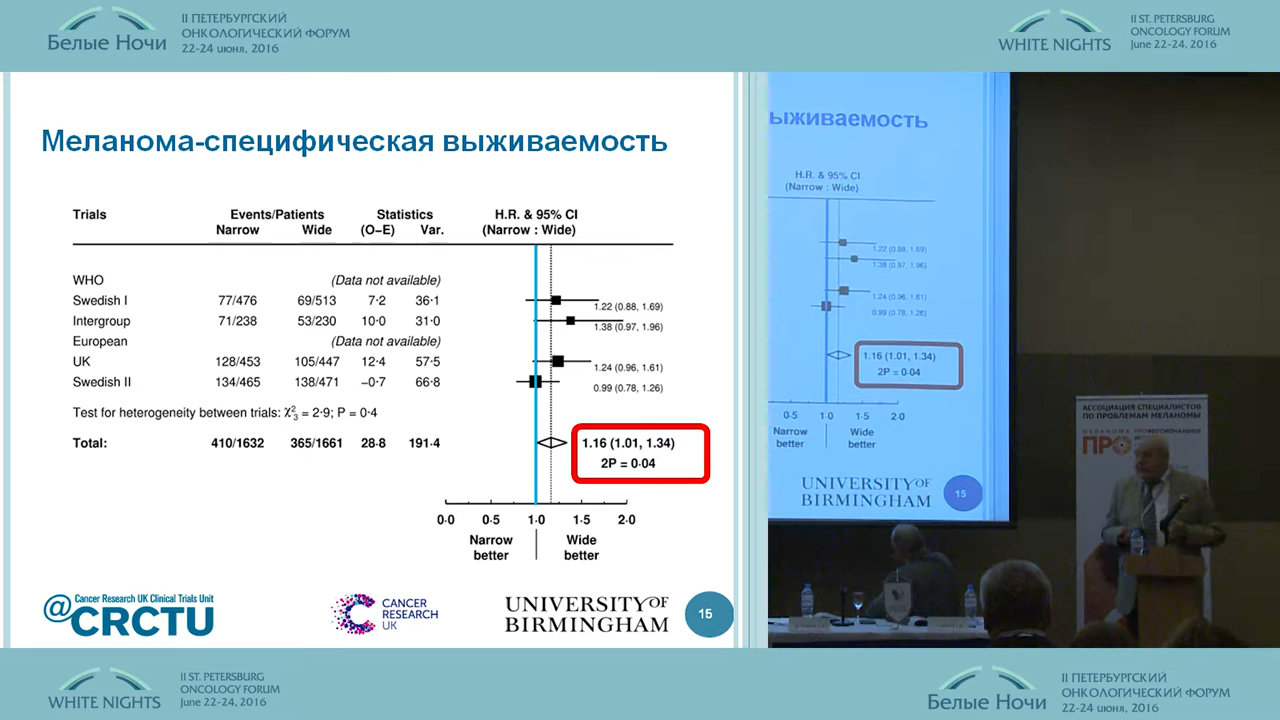 II ПЕТЕРБУРГСКИЙ
ОНКОЛОГИЧЕСКИЙ ФОРУМ
Белые Ночи
22-24 июня, 2016
II ST. PETERSBURG
ONCOLOGY FORUM
WHITE NIGHTS
June 22-24, 2016
Меланома-специфическая выживаемость
Trials Events/Patients Statistics H.R. & 95% CI
Narrow Wide (O–E) Var. (Narrow : Wide)
WHO (Data not available)
Swedish I 77/476 69/513 7·2 36·1 1.22 (0.88, 1.69)
Intergroup 71/238 53/230 10·0 31·0 1.38 (0.97, 1.96)
European (Data not available)
UK 128/453 105/447 12·4 57·5 1.24 (0.96, 1.61)
Swedish II 134/465 138/471 –0·7 66·8 0.99 (0.78, 1.26)
Test for heterogeneity between trials: χ²₃ = 2·9; P = 0·4
Total: 410/1632 365/1661 28·8 191·4 1.16 (1.01, 1.34)
2P = 0·04
0·0 0·5 1·0 1·5 2·0
Narrow Wide
better better
@CRCTU
Cancer Research UK Clinical Trials Unit
CANCER
RESEARCH
UK
UNIVERSITY OF
BIRMINGHAM
15
ыживаемость
H.R. & 95% CI
(Narrow : Wide)
1.22 (0.88, 1.69)
1.38 (0.97, 1.96)
1.24 (0.96, 1.61)
0.99 (0.78, 1.26)
1.16 (1.01, 1.34)
2P = 0·04
0·5 1·0 1·5 2·0
Narrow Wide
better better
UNIVERSITY OF
BIRMINGHAM
15
АССОЦИАЦИЯ СПЕЦИАЛИСТОВ
ПО ПРОБЛЕМАМ МЕЛАНОМЫ
МЕЛАНОМА
ПРО
WHITE NIGHTS
II ST. PETERSBURG
ONCOLOGY FORUM
June 22-24, 2016
Белые Ночи
II ПЕТЕРБУРГСКИЙ
ОНКОЛОГИЧЕСКИЙ ФОРУМ
22-24 июня, 2016